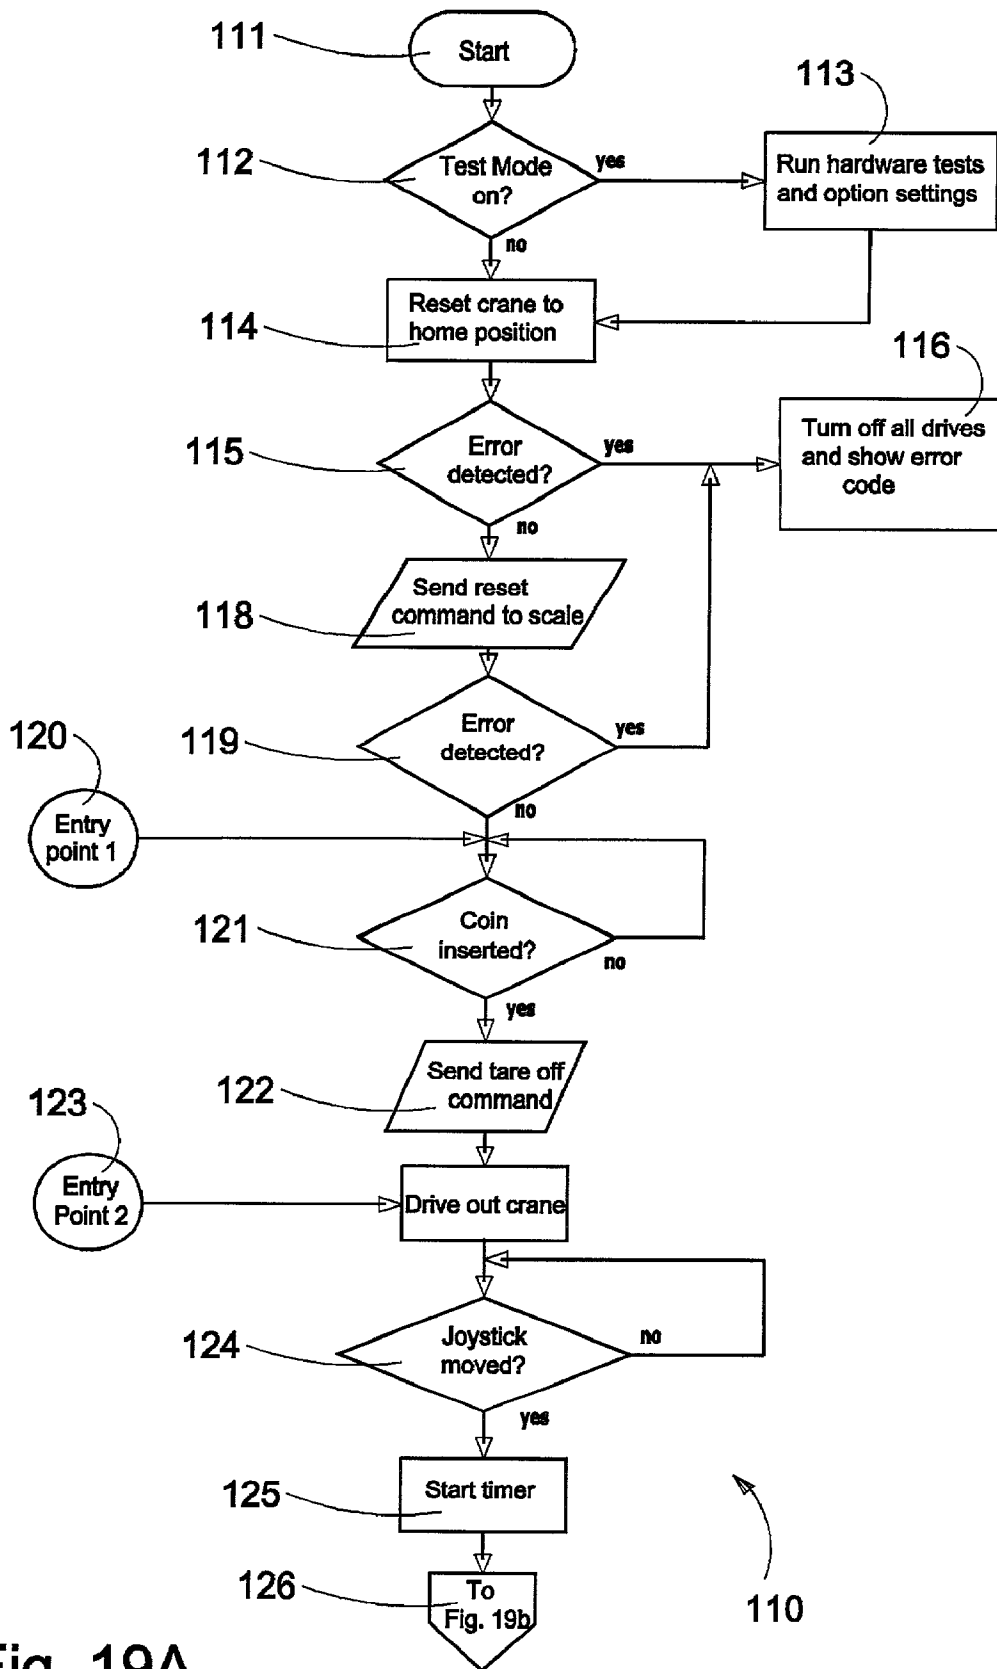 111
Start
113
112
Test Mode
on?
yes
Run hardware tests
and option settings
no
114
Reset crane to
home position
116
115
Error
detected?
yes
Turn off all drives
and show error
code
no
118
Send reset
command to scale
119
Error
detected?
yes
120
no
Entry
point 1
121
Coin
inserted?
no
yes
122
Send tare off
command
123
Entry
Point 2
Drive out crane
124
Joystick
moved?
no
yes
125
Start timer
126
To
Fig. 19b
110
Fig. 19A